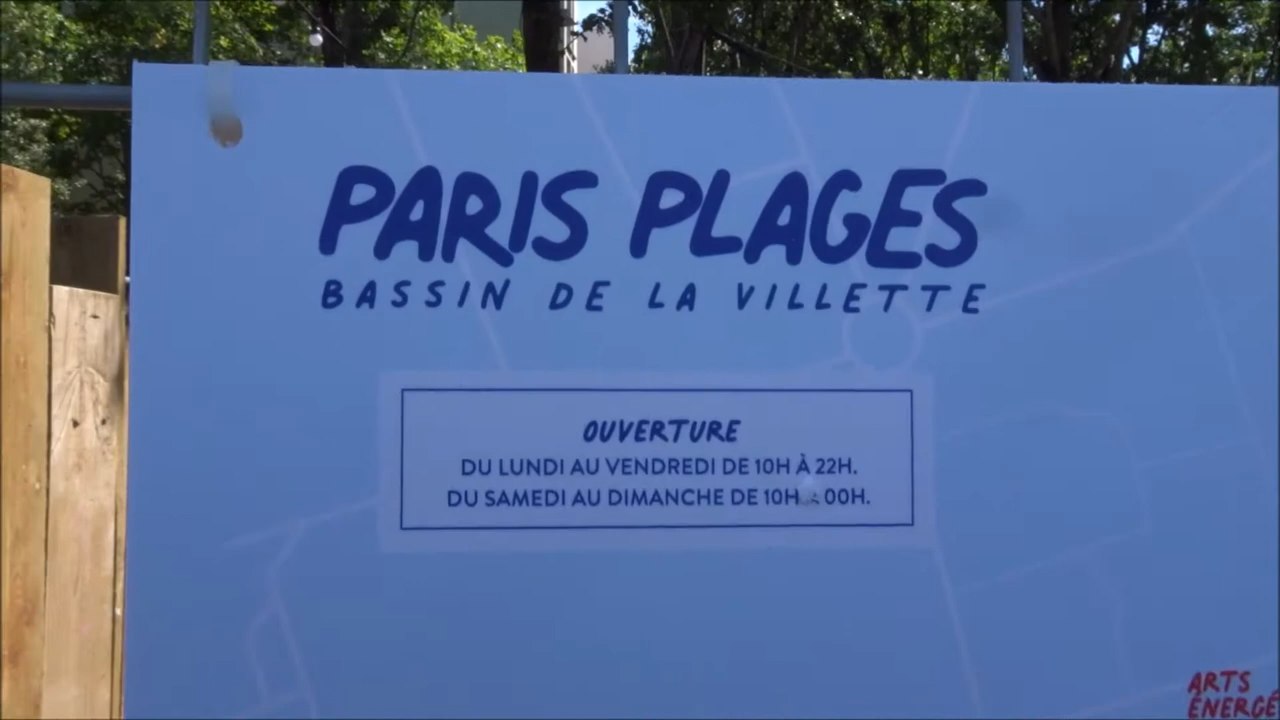 PARIS PLAGES
BASSIN DE LA VILLETTE
OUVERTURE
DU LUNDI AU VENDREDI DE 10H À 22H.
DU SAMEDI AU DIMANCHE DE 10H 00H.
ARTS
ÉNERGÉ